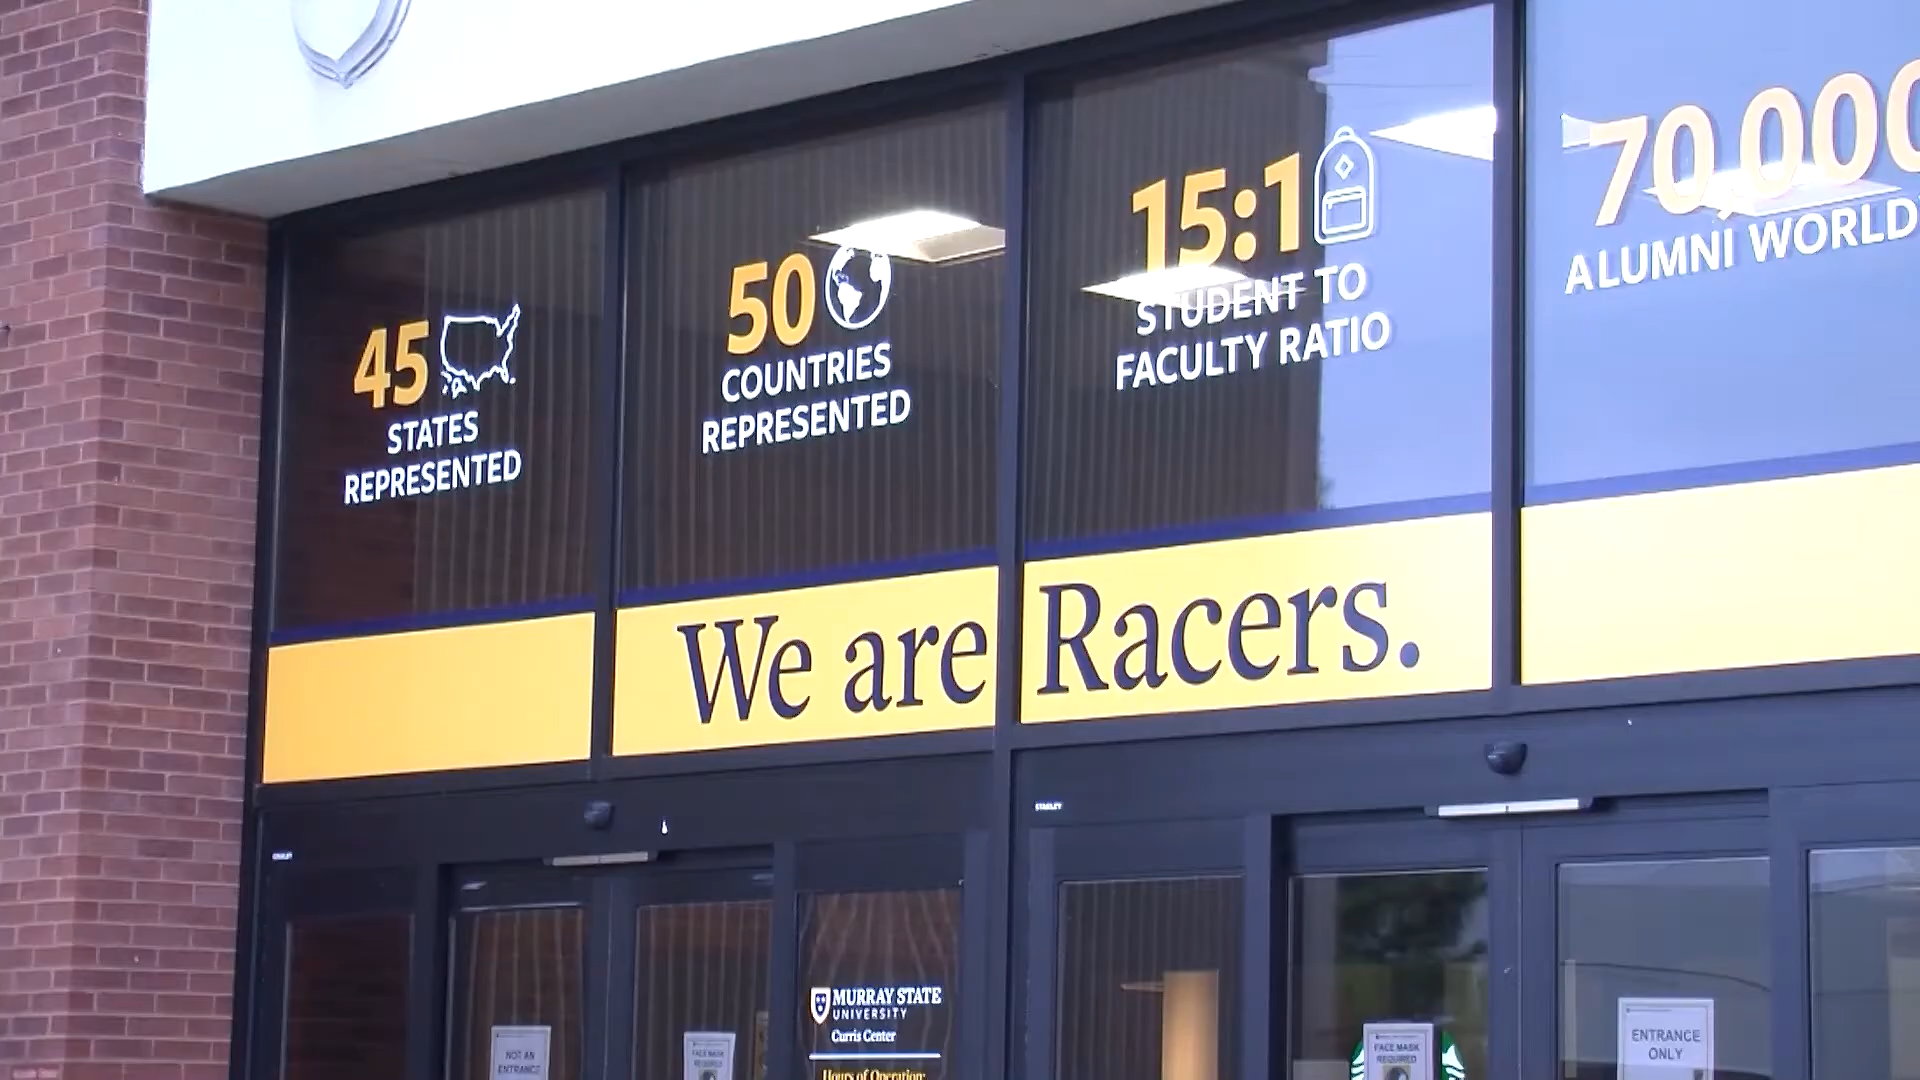 45
STATES
REPRESENTED
50
COUNTRIES
REPRESENTED
15:1
STUDENT TO
FACULTY RATIO
70,000
ALUMNI WORLD
We are Racers.
STANLEY
MURRAY STATE
UNIVERSITY
Curris Center
Hours of Operation:
NOT AN
ENTRANCE
FACE MASK
REQUIRED
FACE MASK
REQUIRED
ENTRANCE
ONLY